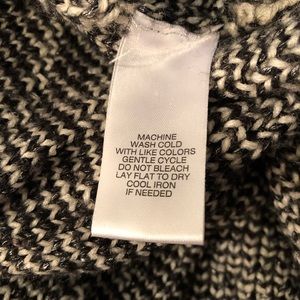 MACHINE
WASH COLD
WITH LIKE COLORS
GENTLE CYCLE
DO NOT BLEACH
LAY FLAT TO DRY
COOL IRON
IF NEEDED